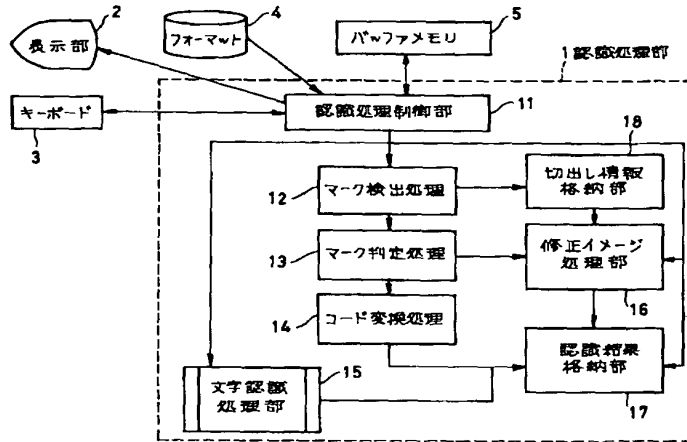 2
表示部
4
フォーマット
5
バッファメモリ
1認識処理部
キーボード
3
認識処理制御部
11
18
マーク検出処理
12
切出し情報
格納部
マーク判定処理
13
修正イメージ
処理部
16
コード変換処理
14
15
文字認識
処理部
認識結果
格納部
17